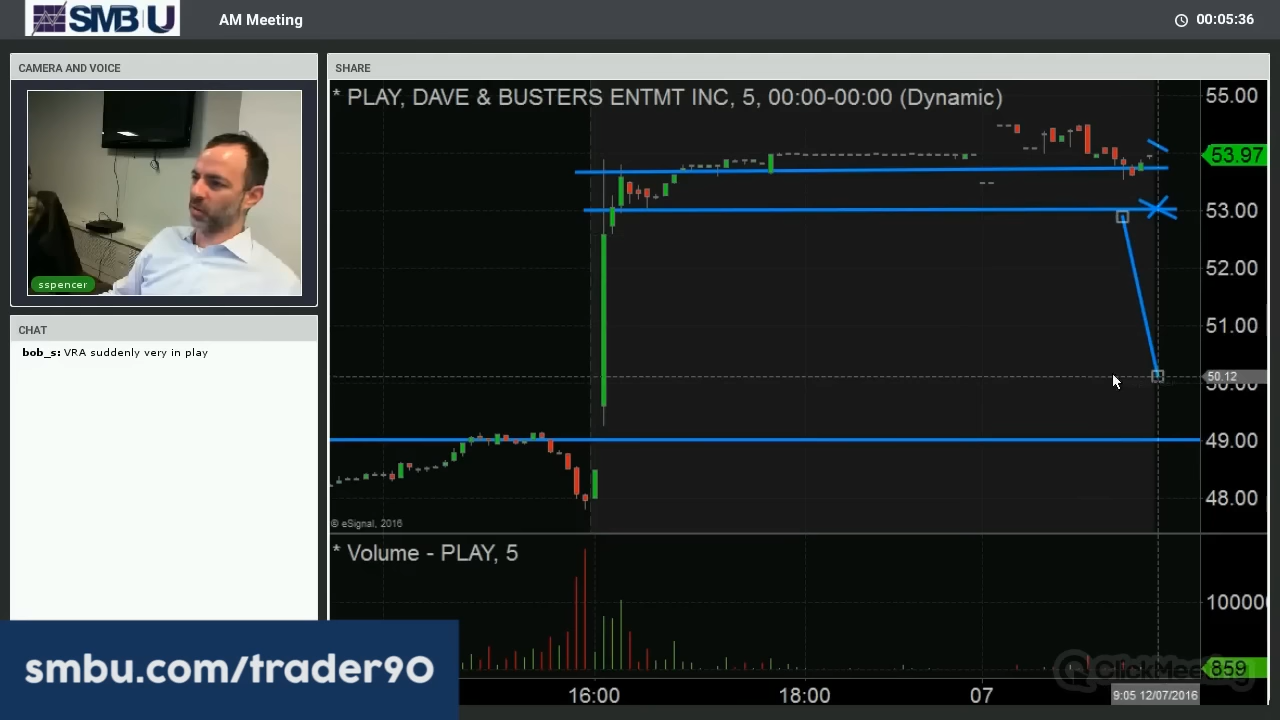 SMB U
AM Meeting
00:05:36
CAMERA AND VOICE
SHARE
* PLAY, DAVE & BUSTERS ENTMT INC, 5, 00:00-00:00 (Dynamic)
55.00
53.97
53.00
52.00
51.00
50.12
50.00
49.00
48.00
sspencer
CHAT
bob_s: VRA suddenly very in play
© eSignal, 2016
* Volume - PLAY, 5
100000
859
ClickMeeting
smbu.com/trader90
16:00
18:00
07
9:05 12/07/2016